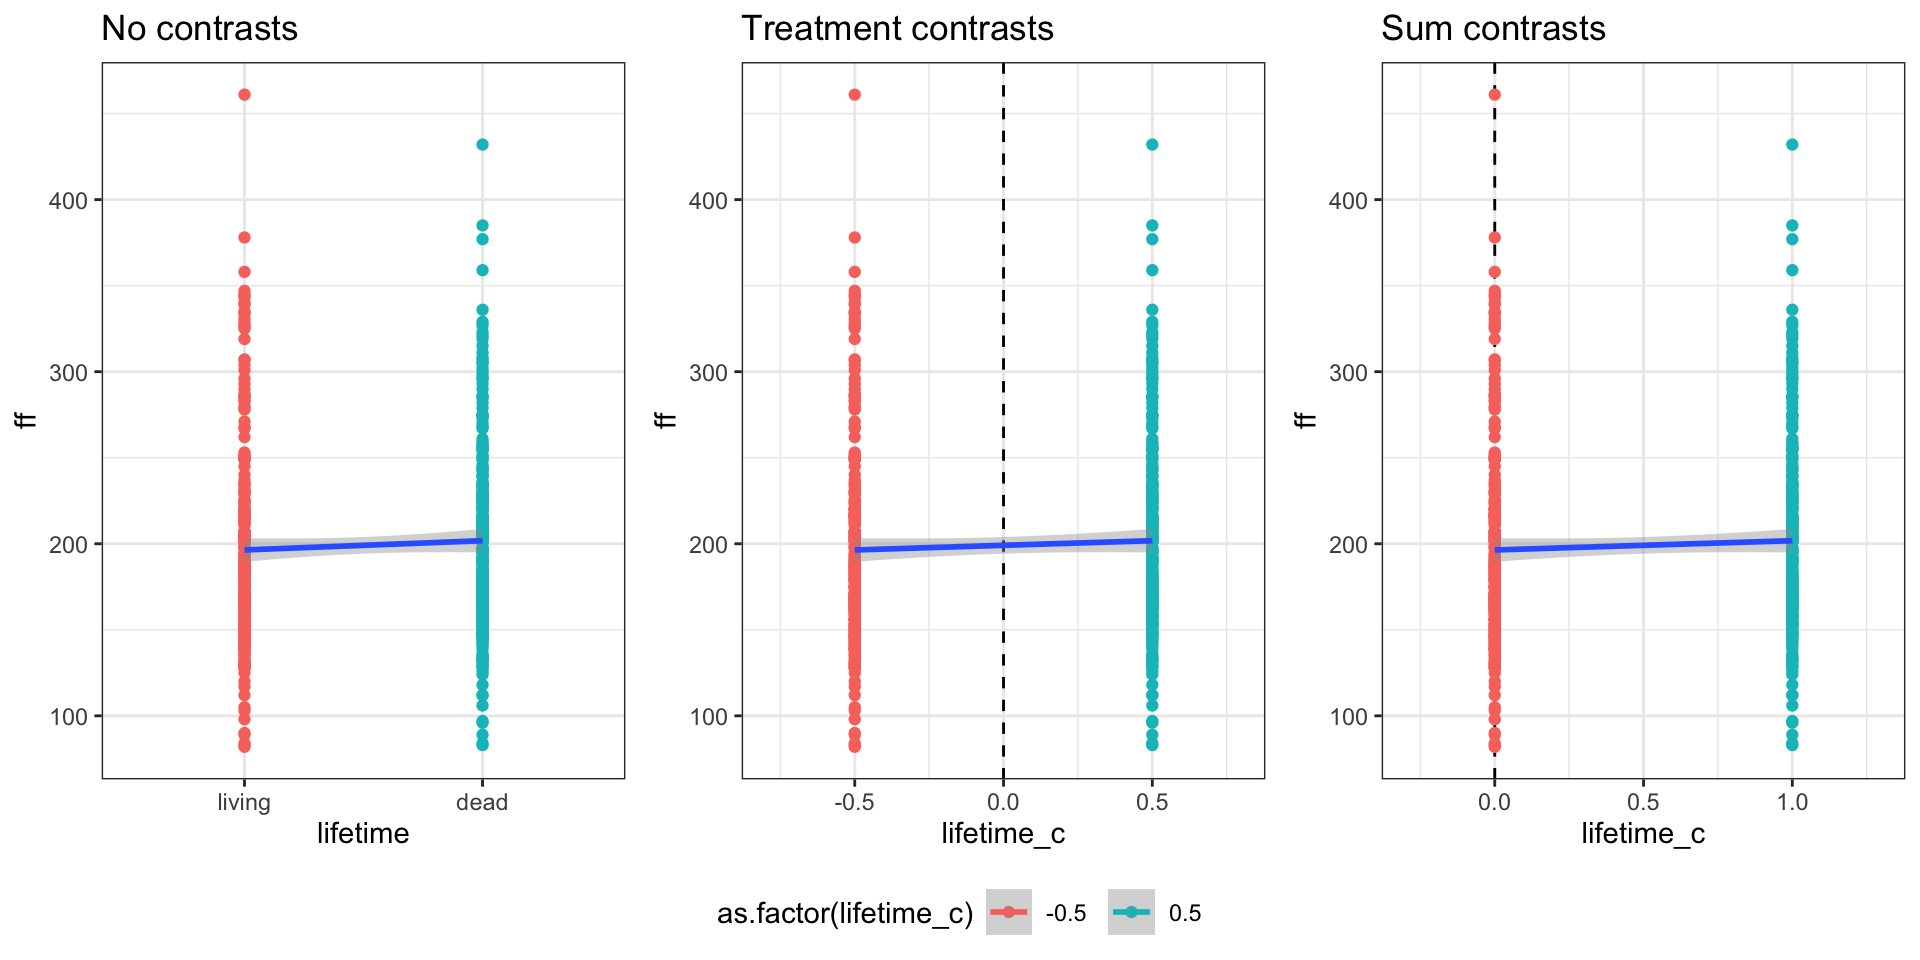 No contrasts
Treatment contrasts
Sum contrasts
ff
400
300
200
100
living
dead
lifetime
ff
400
300
200
100
-0.5
0.0
0.5
lifetime_c
ff
400
300
200
100
0.0
0.5
1.0
lifetime_c
as.factor(lifetime_c) -0.5 0.5